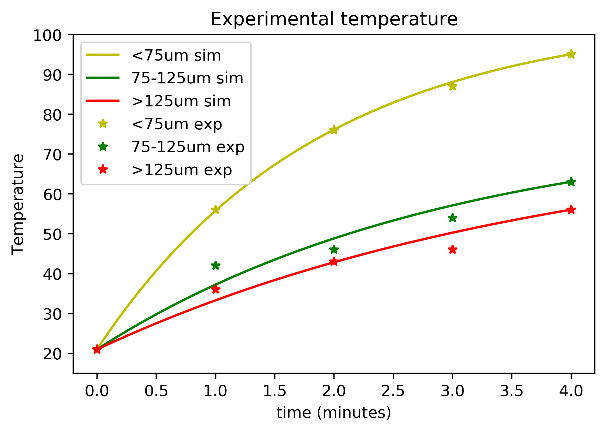 Experimental temperature
100
90
80
70
60
50
40
30
20
Temperature
<75um sim
75-125um sim
>125um sim
<75um exp
75-125um exp
>125um exp
0.0 0.5 1.0 1.5 2.0 2.5 3.0 3.5 4.0
time (minutes)